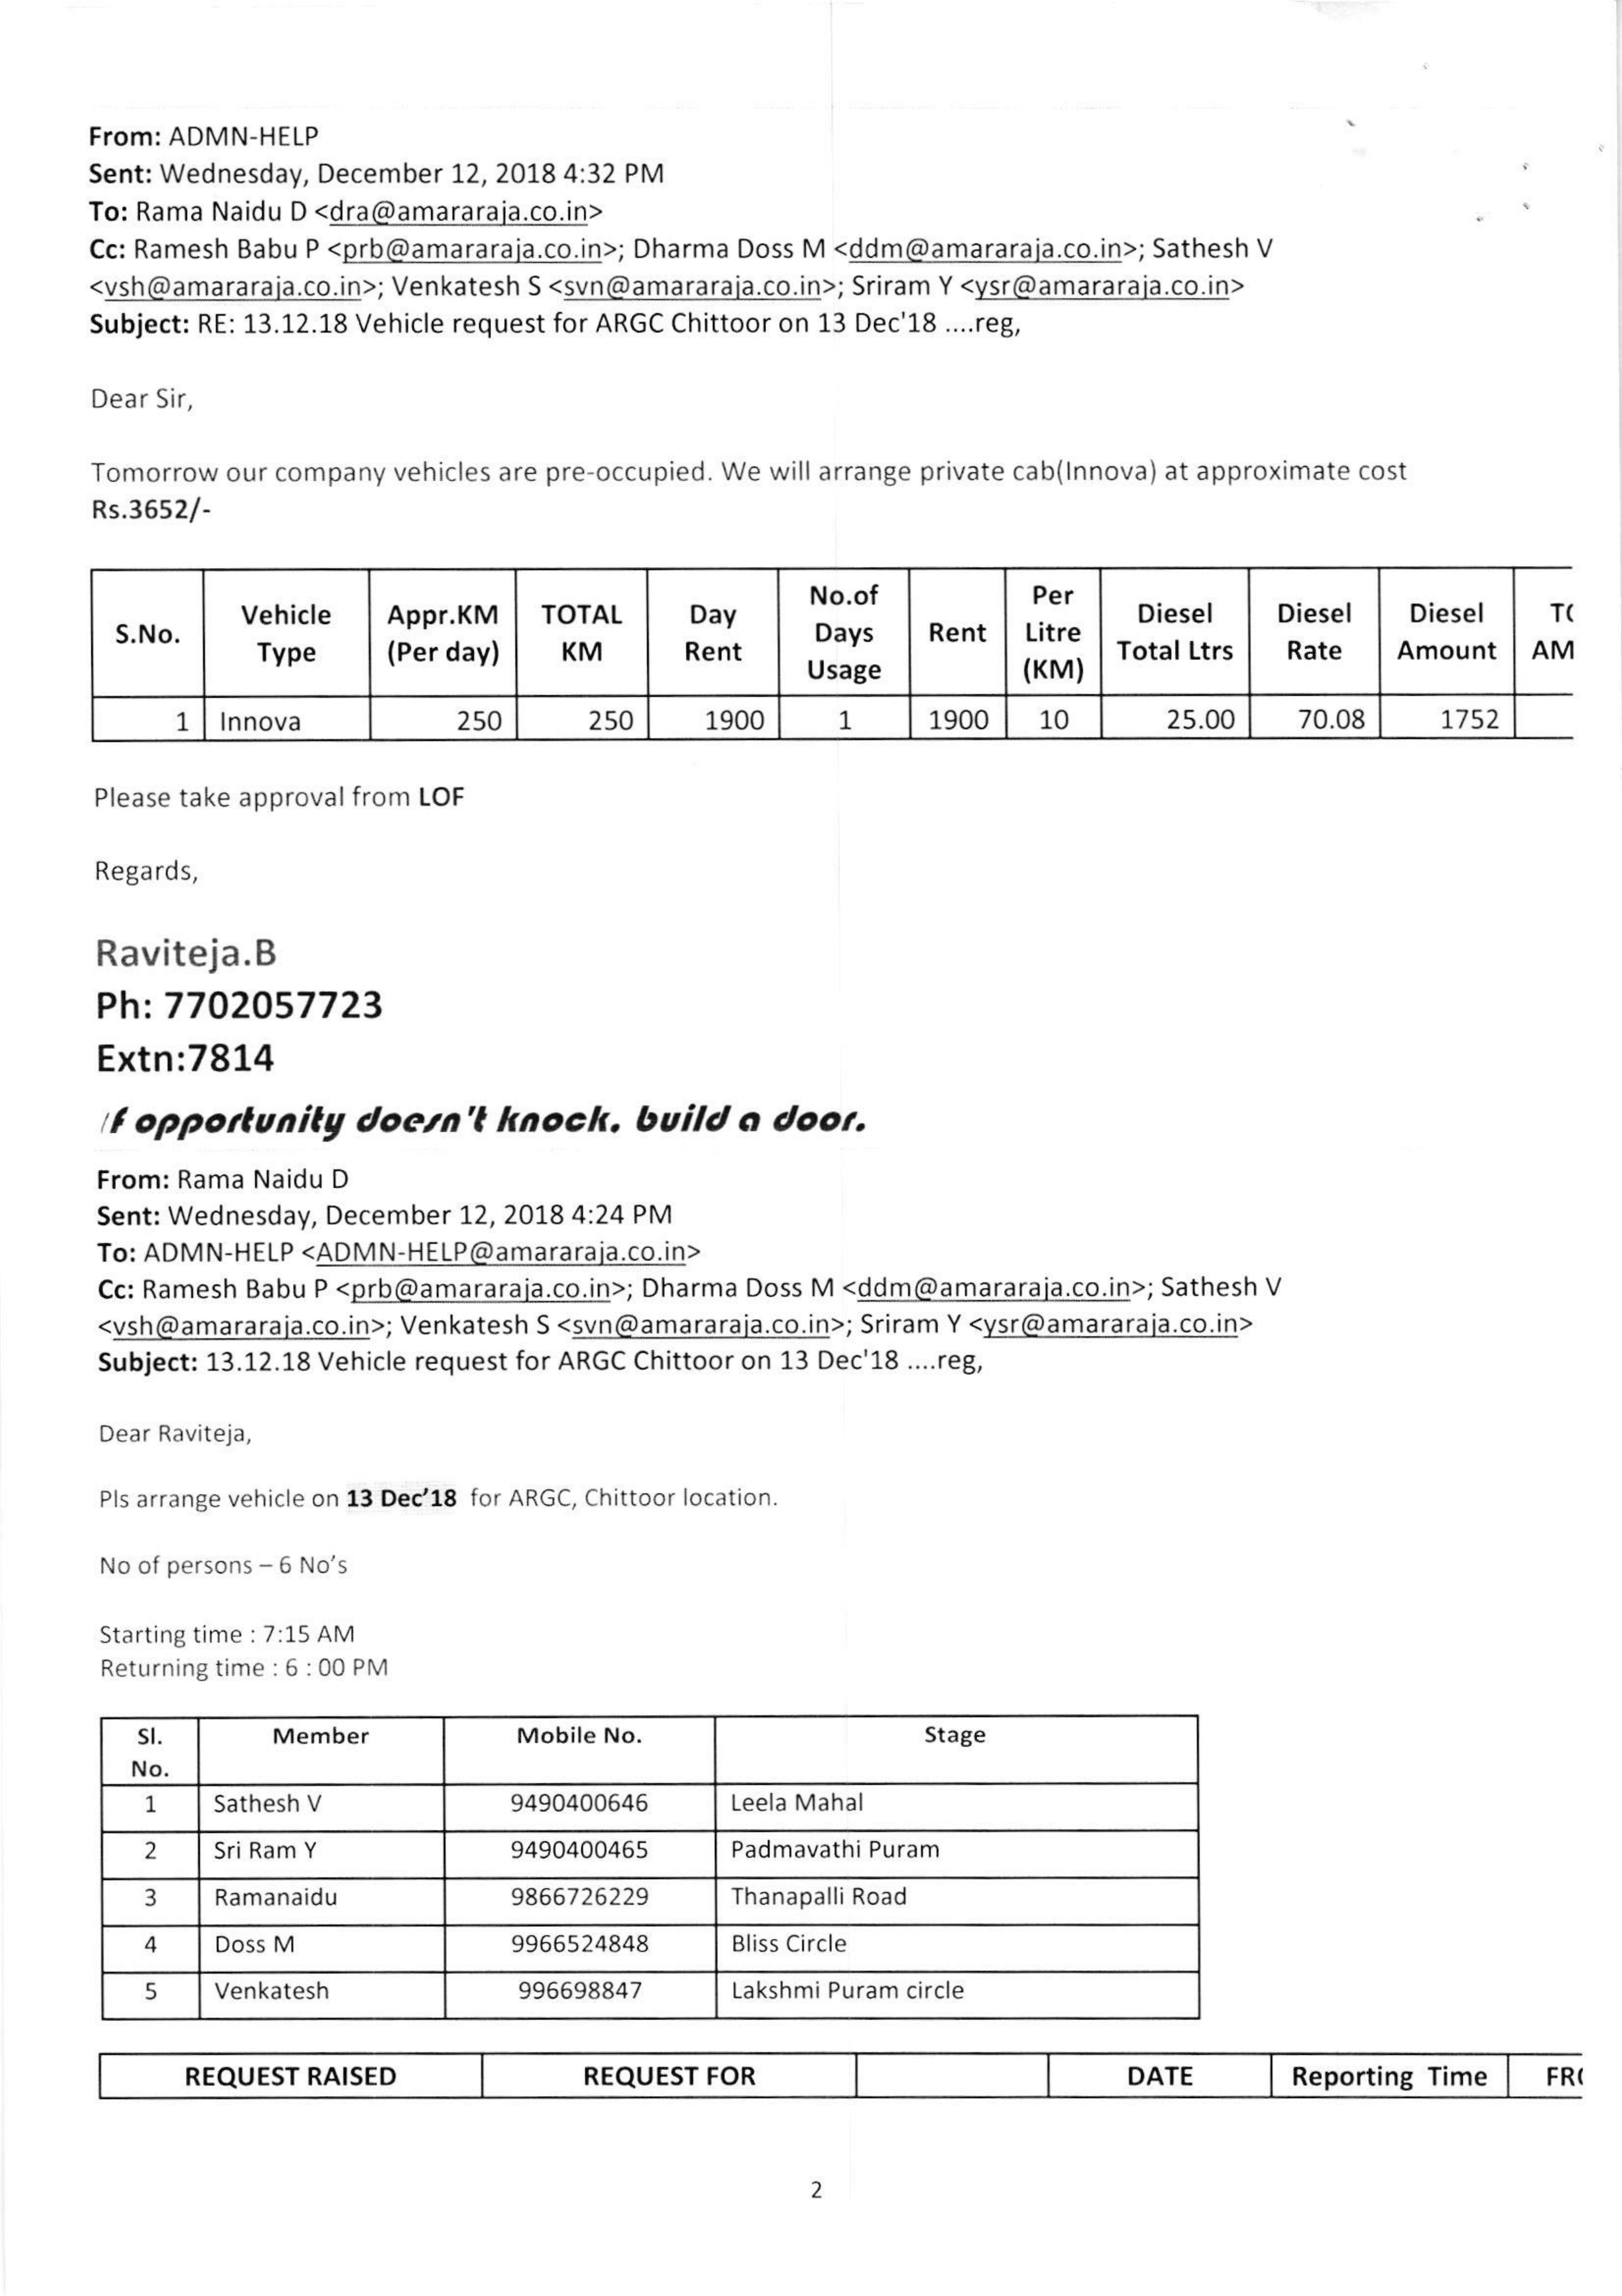 From: ADMN-HELP
Sent: Wednesday, December 12, 2018 4:32 PM
To: Rama Naidu D <dra@amararaja.co.in>
Cc: Ramesh Babu P <prb@amararaja.co.in>; Dharma Doss M <ddm@amararaja.co.in>; Sathesh V
<vsh@amararaja.co.in>; Venkatesh S <svn@amararaja.co.in>; Sriram Y <ysr@amararaja.co.in>
Subject: RE: 13.12.18 Vehicle request for ARGC Chittoor on 13 Dec'18 ....reg,
Dear Sir,
Tomorrow our company vehicles are pre-occupied. We will arrange private cab(Innova) at approximate cost
Rs.3652/-
S.No. Vehicle Type Appr.KM (Per day) TOTAL KM Day Rent No.of Days Usage Rent Per Litre (KM) Diesel Total Ltrs Diesel Rate Diesel Amount
1 Innova 250 250 1900 1 1900 10 25.00 70.08 1752
Please take approval from LOF
Regards,
Raviteja.B
Ph: 7702057723
Extn:7814
If opportunity doesn't knock. build a door.
From: Rama Naidu D
Sent: Wednesday, December 12, 2018 4:24 PM
To: ADMN-HELP <ADMN-HELP@amararaja.co.in>
Cc: Ramesh Babu P <prb@amararaja.co.in>; Dharma Doss M <ddm@amararaja.co.in>; Sathesh V
<vsh@amararaja.co.in>; Venkatesh S <svn@amararaja.co.in>; Sriram Y <ysr@amararaja.co.in>
Subject: 13.12.18 Vehicle request for ARGC Chittoor on 13 Dec'18 ....reg,
Dear Raviteja,
Pls arrange vehicle on 13 Dec’18 for ARGC, Chittoor location.
No of persons – 6 No’s
Starting time : 7:15 AM
Returning time : 6 : 00 PM
Sl. No. Member Mobile No. Stage
1 Sathesh V 9490400646 Leela Mahal
2 Sri Ram Y 9490400465 Padmavathi Puram
3 Ramanaidu 9866726229 Thanapalli Road
4 Doss M 9966524848 Bliss Circle
5 Venkatesh 996698847 Lakshmi Puram circle
REQUEST RAISED REQUEST FOR DATE Reporting Time
2